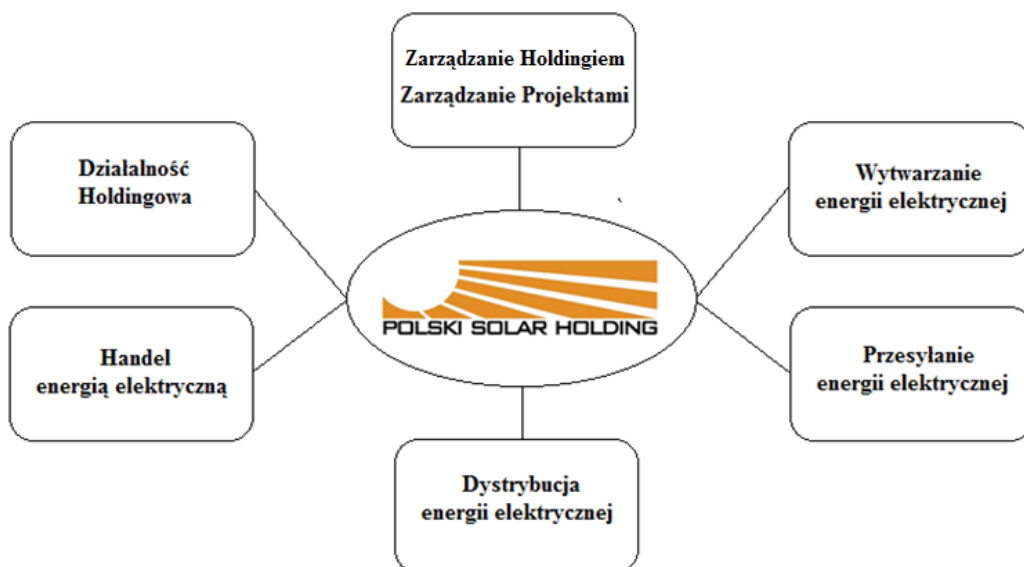 Zarządzanie Holdingiem
Zarządzanie Projektami
Działalność
Holdingowa
Wytwarzanie
energii elektrycznej
POLSKI SOLAR HOLDING
Handel
energią elektryczną
Przesyłanie
energii elektrycznej
Dystrybucja
energii elektrycznej